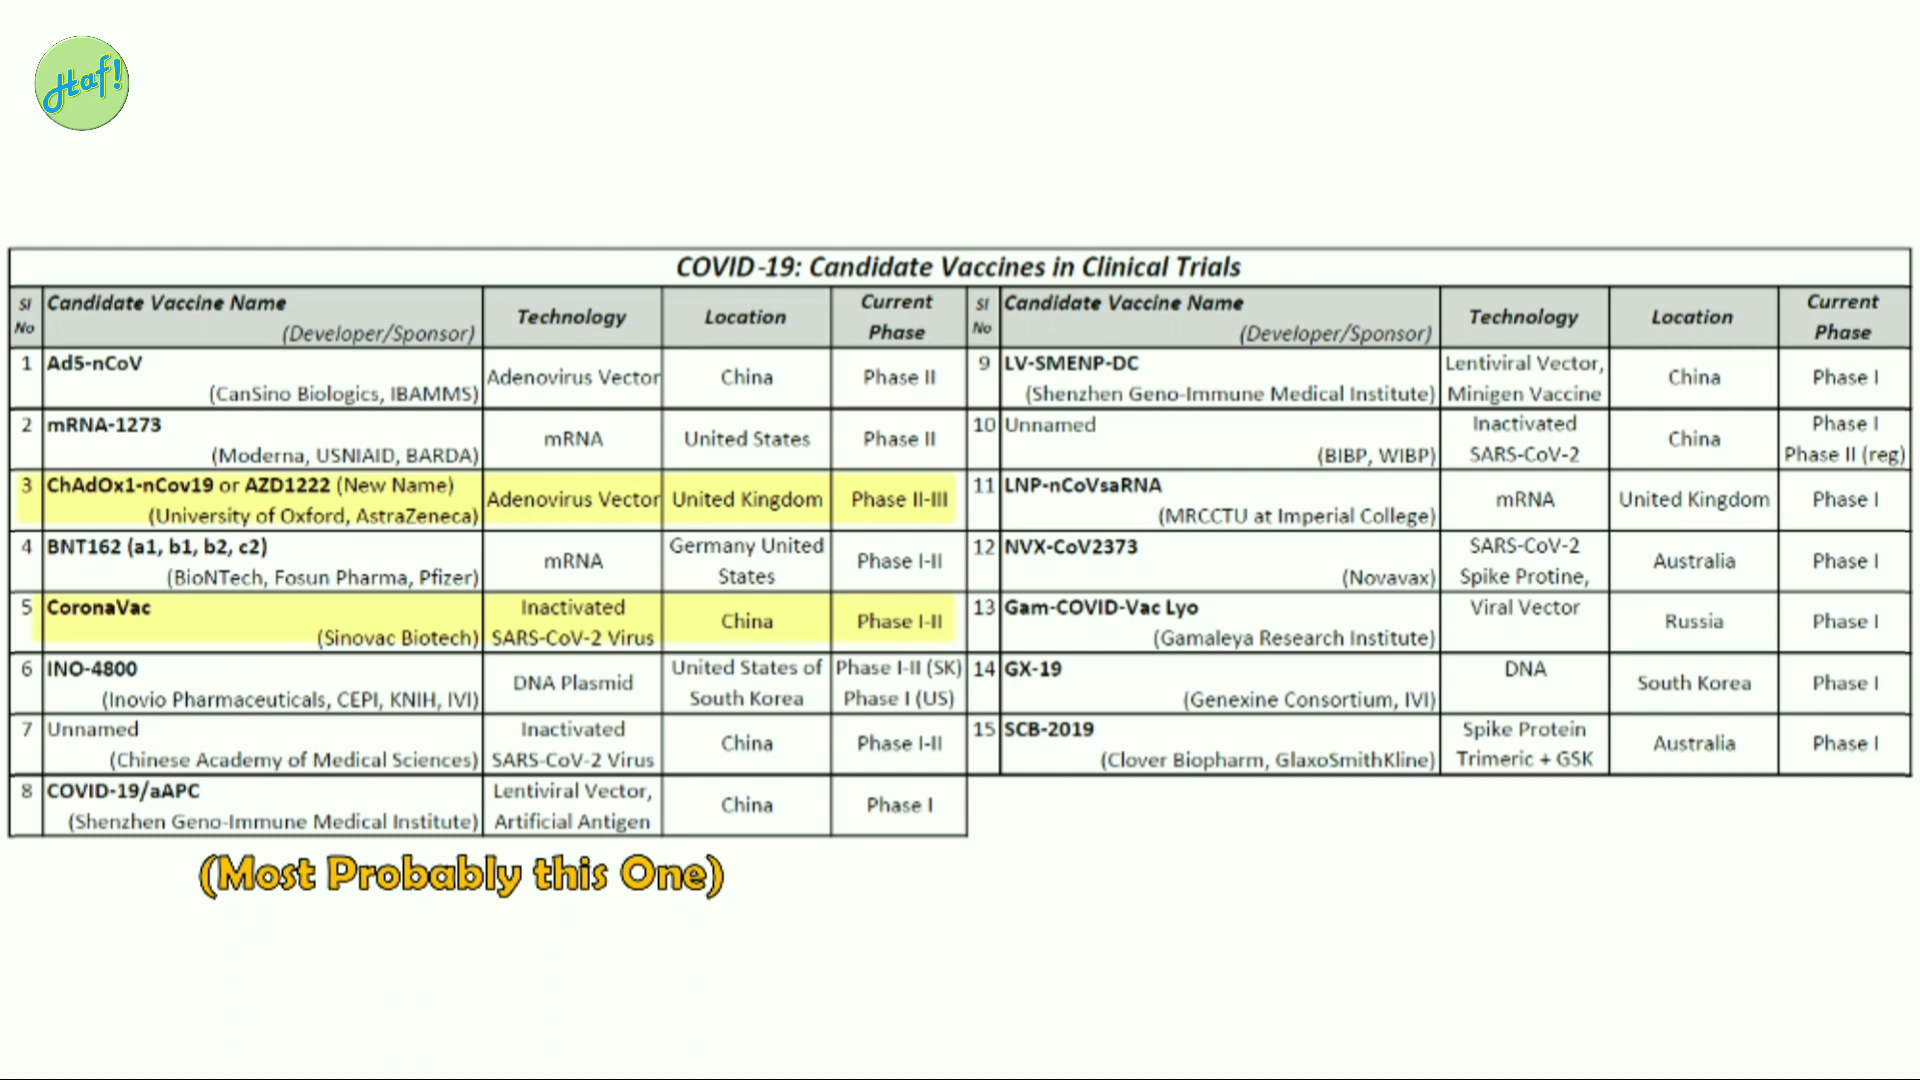 Haf!
COVID-19: Candidate Vaccines in Clinical Trials
Sl No Candidate Vaccine Name (Developer/Sponsor) Technology Location Current Phase
1 Ad5-nCoV (CanSino Biologics, IBAMMS) Adenovirus Vector China Phase II
2 mRNA-1273 (Moderna, USNIAID, BARDA) mRNA United States Phase II
3 ChAdOx1-nCov19 or AZD1222 (New Name) (University of Oxford, AstraZeneca) Adenovirus Vector United Kingdom Phase II-III
4 BNT162 (a1, b1, b2, c2) (BioNTech, Fosun Pharma, Pfizer) mRNA Germany United States Phase I-II
5 CoronaVac (Sinovac Biotech) Inactivated SARS-CoV-2 Virus China Phase I-II
6 INO-4800 (Inovio Pharmaceuticals, CEPI, KNIH, IVI) DNA Plasmid United States of South Korea Phase I-II (SK) Phase I (US)
7 Unnamed (Chinese Academy of Medical Sciences) Inactivated SARS-CoV-2 Virus China Phase I-II
8 COVID-19/aAPC (Shenzhen Geno-Immune Medical Institute) Lentiviral Vector, Artificial Antigen China Phase I
Sl No Candidate Vaccine Name (Developer/Sponsor) Technology Location Current Phase
9 LV-SMENP-DC (Shenzhen Geno-Immune Medical Institute) Lentiviral Vector, Minigen Vaccine China Phase I
10 Unnamed (BIBP, WIBP) Inactivated SARS-CoV-2 China Phase I Phase II (reg)
11 LNP-nCoVsaRNA (MRCCTU at Imperial College) mRNA United Kingdom Phase I
12 NVX-CoV2373 (Novavax) SARS-CoV-2 Spike Protine, Australia Phase I
13 Gam-COVID-Vac Lyo (Gamaleya Research Institute) Viral Vector Russia Phase I
14 GX-19 (Genexine Consortium, IVI) DNA South Korea Phase I
15 SCB-2019 (Clover Biopharm, GlaxoSmithKline) Spike Protein Trimeric + GSK Australia Phase I
(Most Probably this One)